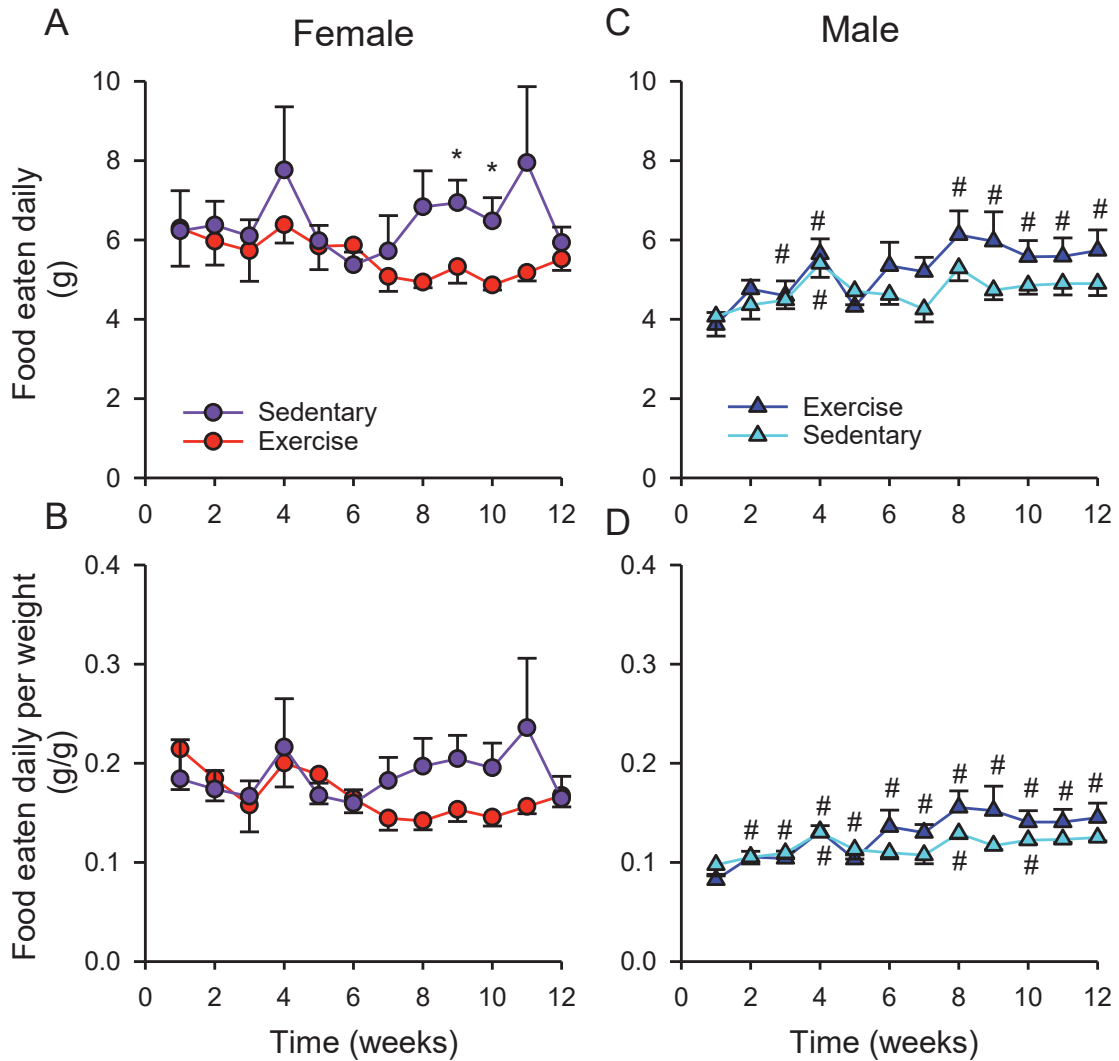 A
Female
Food eaten daily
(g)
10
8
6
4
2
0
* *
Sedentary
Exercise
0 2 4 6 8 10 12
C
Male
10
8
6
4
2
0
# # # # # # # #
#
Exercise
Sedentary
0 2 4 6 8 10 12
B
Food eaten daily per weight
(g/g)
0.4
0.3
0.2
0.1
0.0
0 2 4 6 8 10 12
Time (weeks)
D
0.4
0.3
0.2
0.1
0.0
# # # # # # # # # # #
# # #
0 2 4 6 8 10 12
Time (weeks)